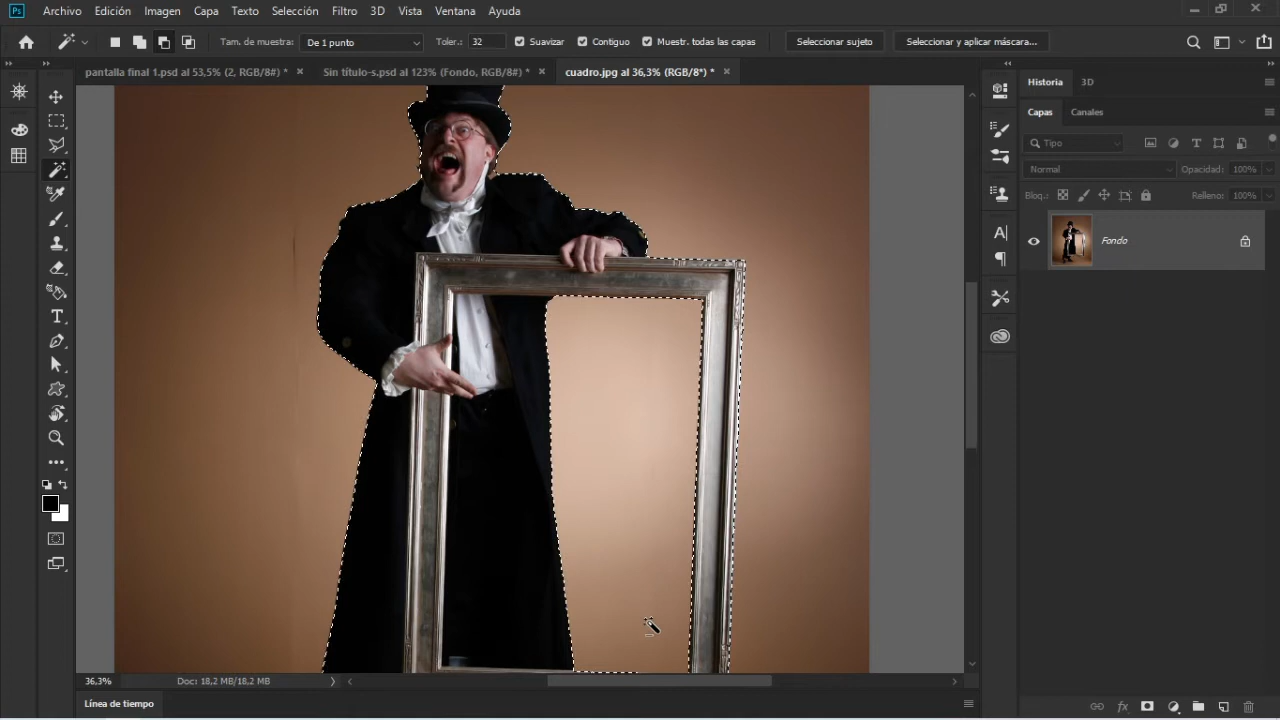 Ps Archivo Edición Imagen Capa Texto Selección Filtro 3D Vista Ventana Ayuda
Tam. de muestra: De 1 punto Toler.: 32 Suavizar Contiguo Muestr. todas las capas Seleccionar sujeto Seleccionar y aplicar máscara...
pantalla final 1.psd al 53,5% (2, RGB/8#) * Sin título-s.psd al 123% (Fondo, RGB/8#) * cuadro.jpg al 36,3% (RGB/8*) *
Historia 3D
Capas Canales
Tipo
Normal Opacidad: 100%
Bloq.: Relleno: 100%
Fondo
36,3% Doc: 18,2 MB/18,2 MB
Línea de tiempo